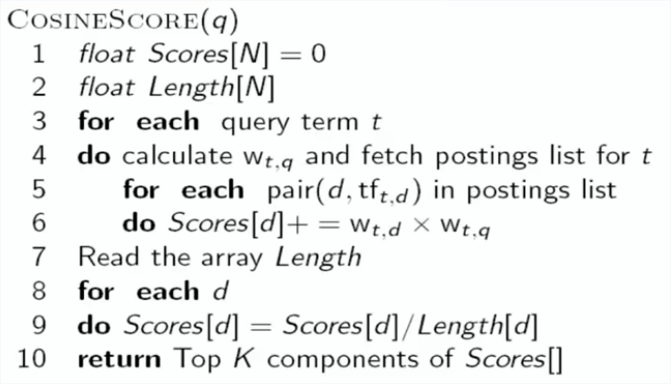 COSINESCORE(q)
1 float Scores[N] = 0
2 float Length[N]
3 for each query term t
4 do calculate w_{t,q} and fetch postings list for t
5 for each pair(d, tf_{t,d}) in postings list
6 do Scores[d]+ = w_{t,d} × w_{t,q}
7 Read the array Length
8 for each d
9 do Scores[d] = Scores[d]/Length[d]
10 return Top K components of Scores[]